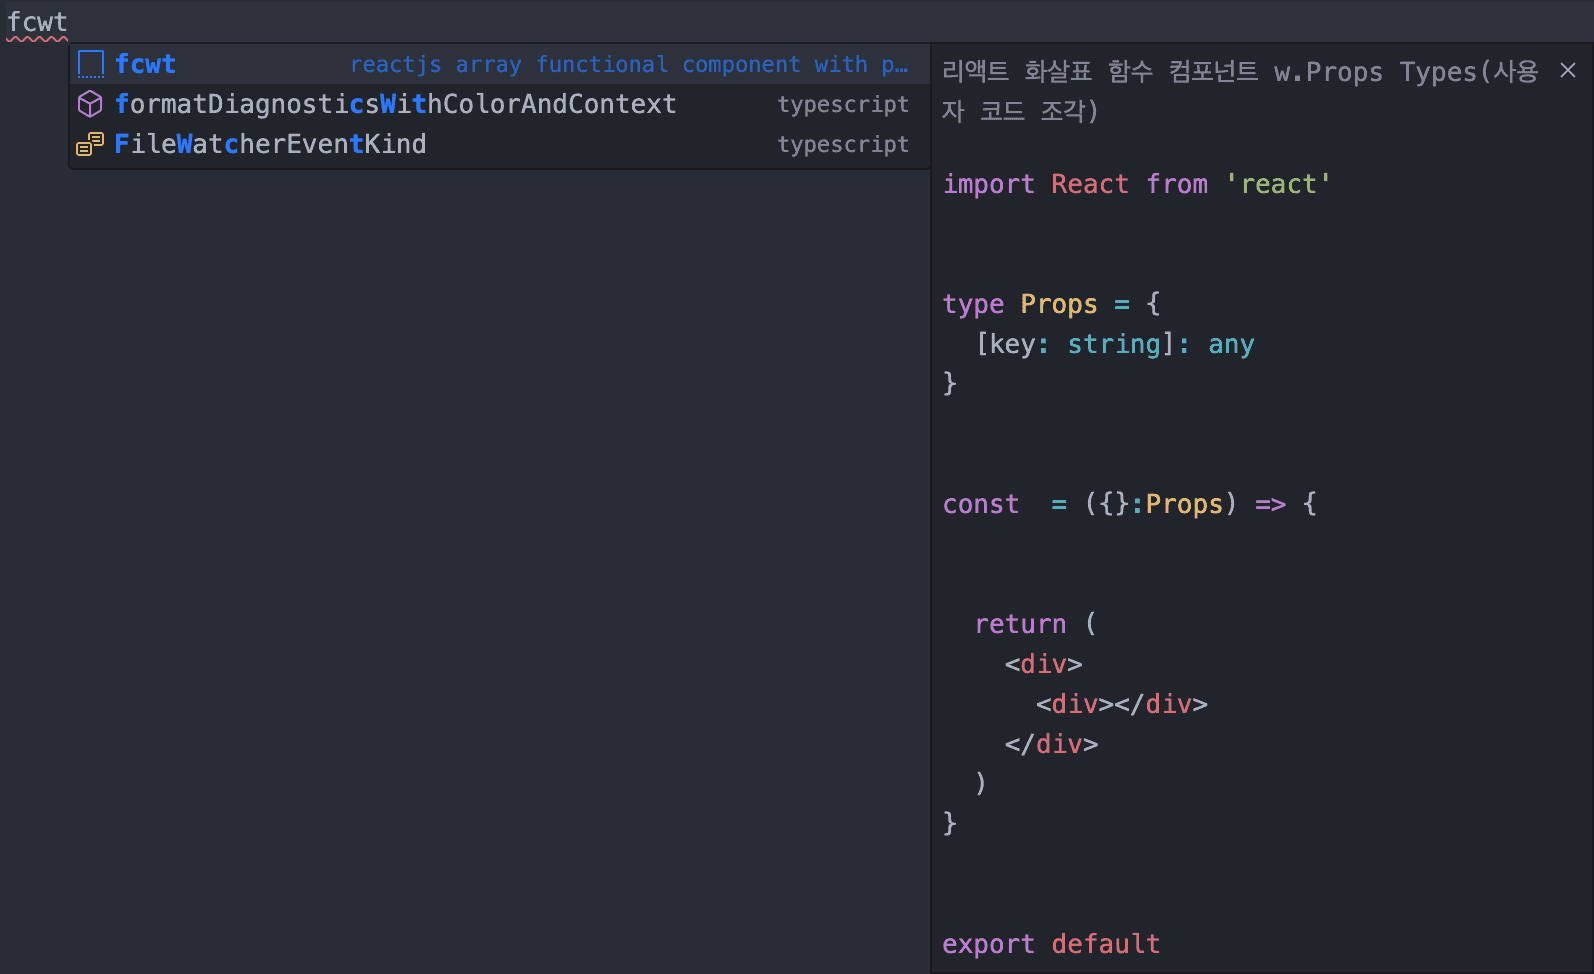 fcwt
fcwt reactjs array functional component with p…
formatDiagnosticsWithColorAndContext typescript
FileWatcherEventKind typescript
리액트 화살표 함수 컴포넌트 w.Props Types(사용
자 코드 조각)
import React from 'react'
type Props = {
[key: string]: any
}
const  = ({}:Props) => {
return (
<div>
<div></div>
</div>
)
}
export default